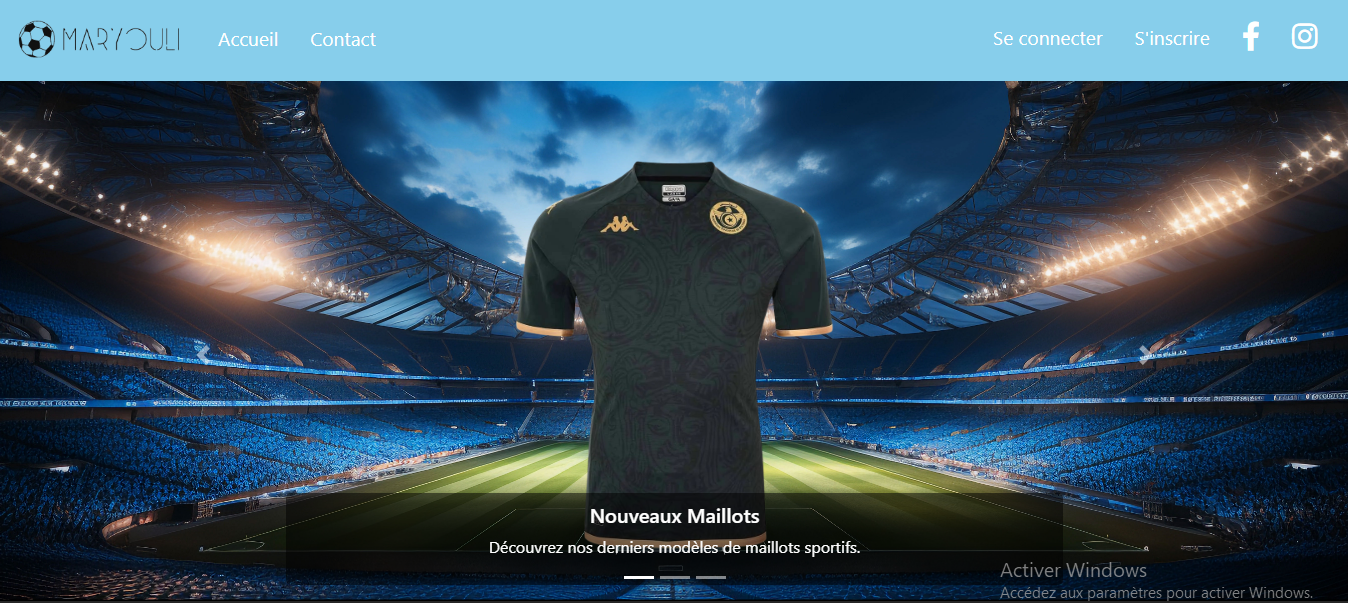 MARYOULI
Accueil
Contact
Se connecter
S'inscrire
Nouveaux Maillots
Découvrez nos derniers modèles de maillots sportifs.
Activer Windows
Accédez aux paramètres pour activer Windows.